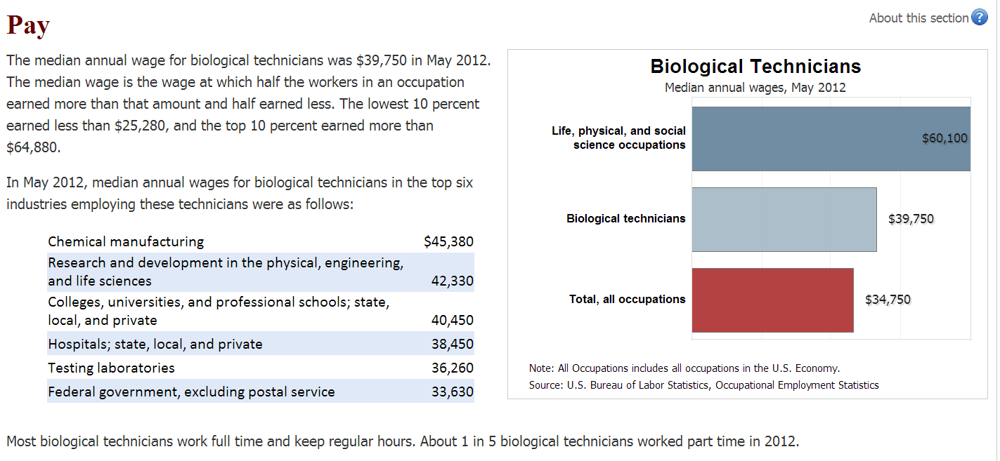 Pay
About this section ?
The median annual wage for biological technicians was $39,750 in May 2012.
The median wage is the wage at which half the workers in an occupation
earned more than that amount and half earned less. The lowest 10 percent
earned less than $25,280, and the top 10 percent earned more than
$64,880.
In May 2012, median annual wages for biological technicians in the top six
industries employing these technicians were as follows:
Chemical manufacturing $45,380
Research and development in the physical, engineering,
and life sciences 42,330
Colleges, universities, and professional schools; state,
local, and private 40,450
Hospitals; state, local, and private 38,450
Testing laboratories 36,260
Federal government, excluding postal service 33,630
Biological Technicians
Median annual wages, May 2012
Life, physical, and social
science occupations $60,100
Biological technicians $39,750
Total, all occupations $34,750
Note: All Occupations includes all occupations in the U.S. Economy.
Source: U.S. Bureau of Labor Statistics, Occupational Employment Statistics
Most biological technicians work full time and keep regular hours. About 1 in 5 biological technicians worked part time in 2012.